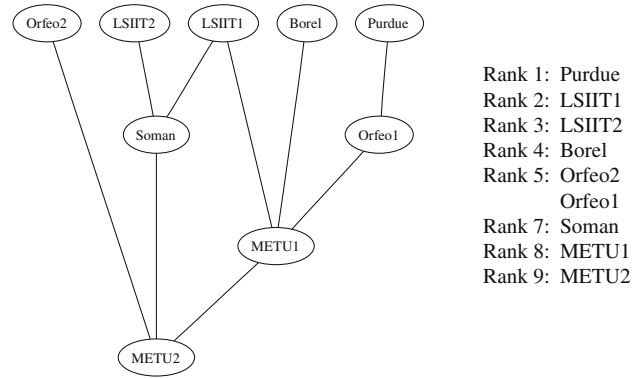 Orfeo2
LSIIT2
LSIIT1
Borel
Purdue
Soman
Orfeo1
METU1
METU2
Rank 1: Purdue
Rank 2: LSIIT1
Rank 3: LSIIT2
Rank 4: Borel
Rank 5: Orfeo2
Orfeo1
Rank 7: Soman
Rank 8: METU1
Rank 9: METU2